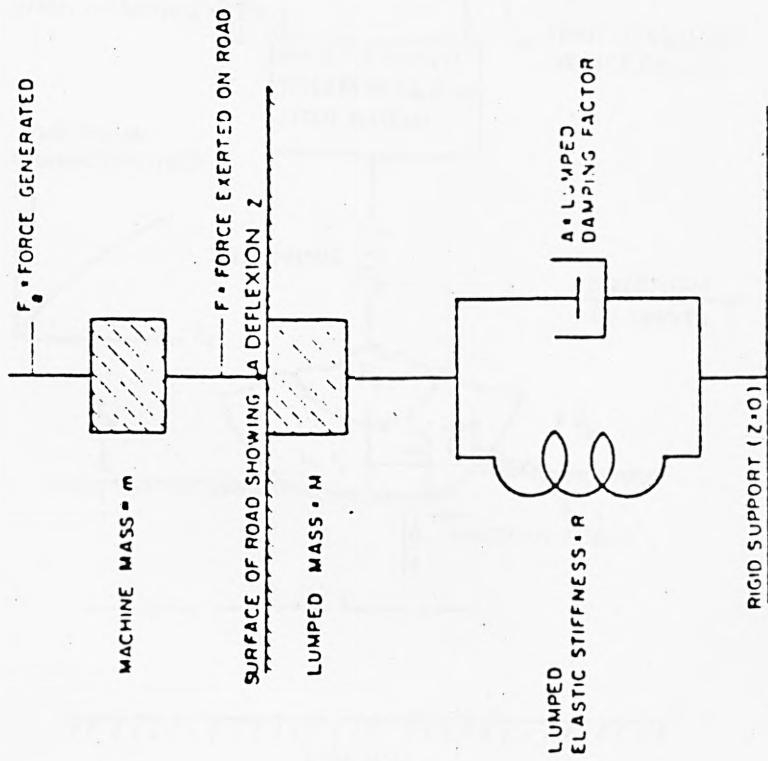 Fa = FORCE GENERATED
MACHINE MASS = m
F = FORCE EXERTED ON ROAD
SURFACE OF ROAD SHOWING A DEFLEXION Z
LUMPED MASS = M
LUMPED
ELASTIC STIFFNESS = R
A = LUMPED
DAMPING FACTOR
RIGID SUPPORT (Z=0)